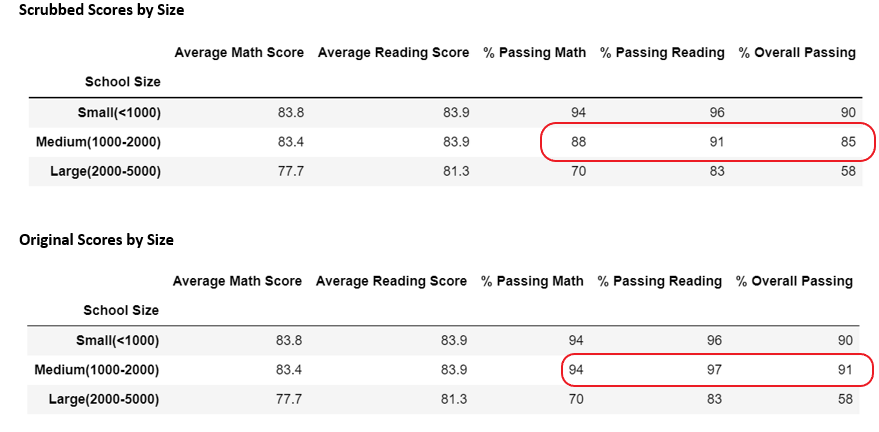 Scrubbed Scores by Size
Average Math Score Average Reading Score % Passing Math % Passing Reading % Overall Passing
School Size
Small(<1000) 83.8 83.9 94 96 90
Medium(1000-2000) 83.4 83.9 88 91 85
Large(2000-5000) 77.7 81.3 70 83 58
Original Scores by Size
Average Math Score Average Reading Score % Passing Math % Passing Reading % Overall Passing
School Size
Small(<1000) 83.8 83.9 94 96 90
Medium(1000-2000) 83.4 83.9 94 97 91
Large(2000-5000) 77.7 81.3 70 83 58